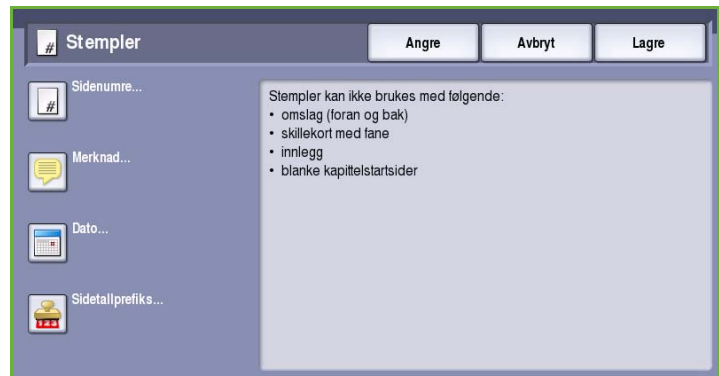 Stempler
Angre
Avbryt
Lagre
Sidenumre...
Merknad...
Dato...
Sidetallprefiks...
Stempler kan ikke brukes med følgende:
• omslag (foran og bak)
• skillekort med fane
• innlegg
• blanke kapittelstartsider